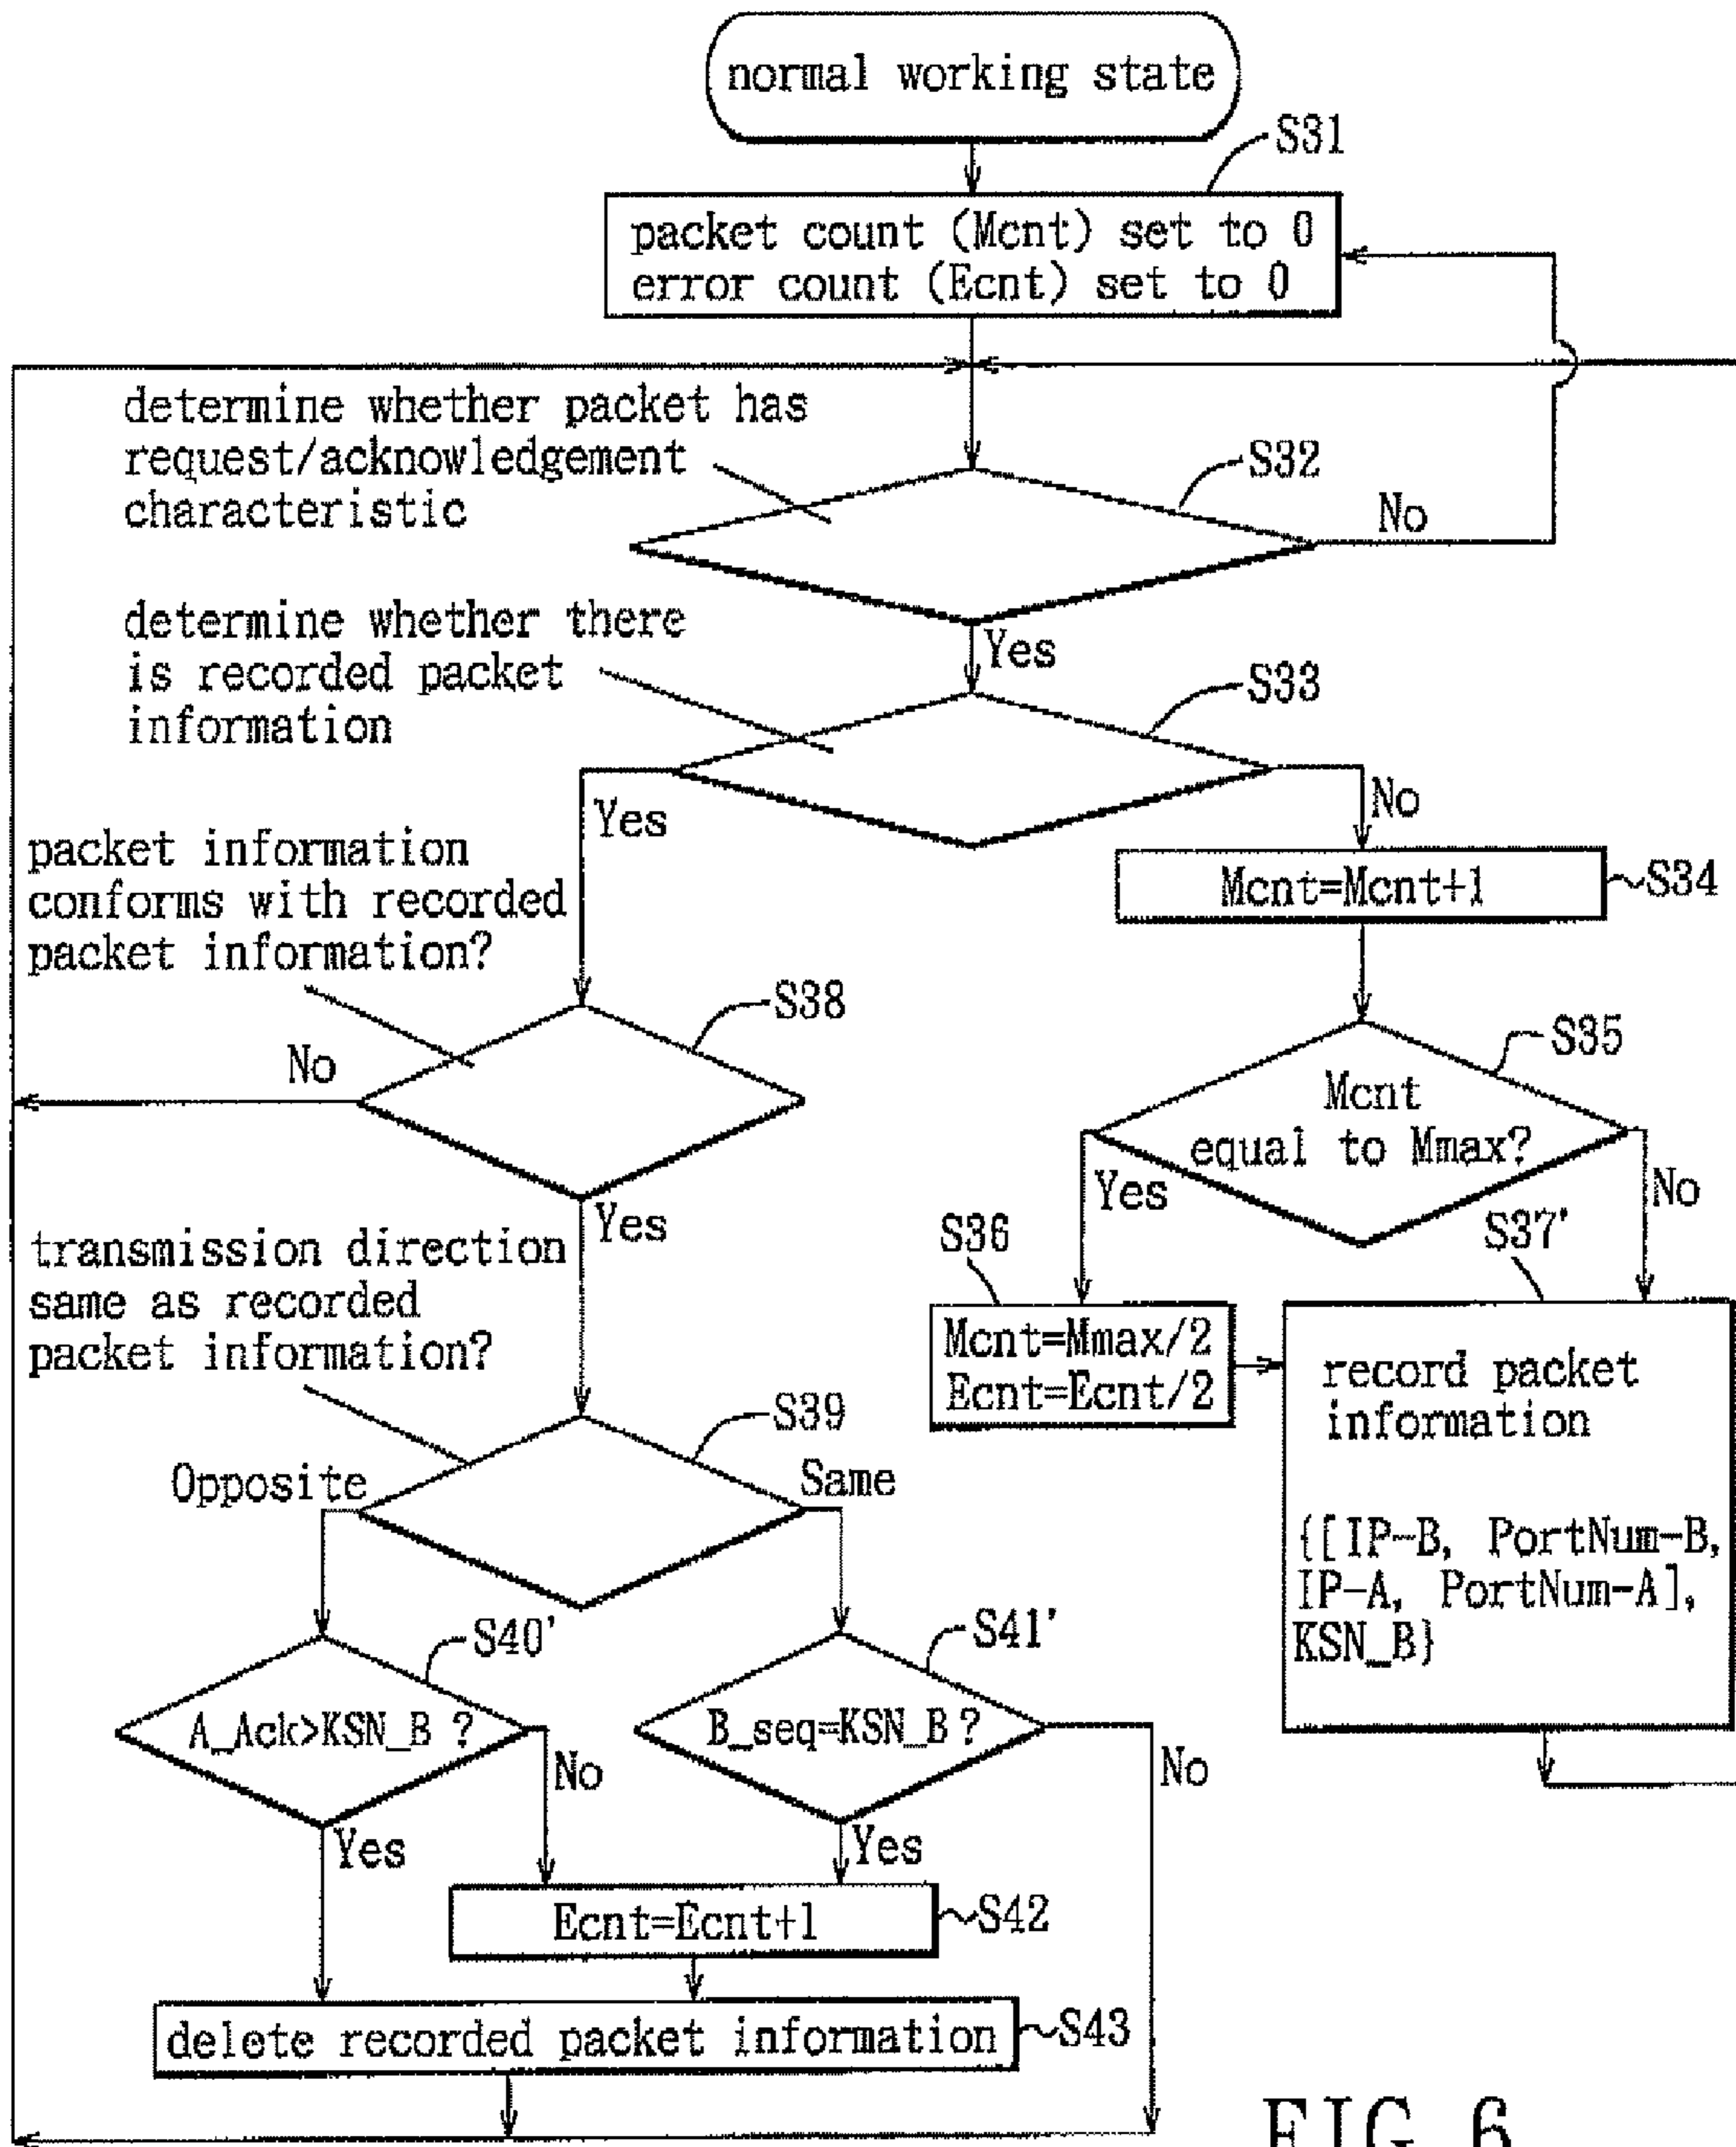 normal working state
S31
packet count (Mcnt) set to 0
error count (Ecnt) set to 0
determine whether packet has
request/acknowledgement
characteristic
S32
No
Yes
determine whether there
is recorded packet
information
S33
Yes
No
Mcnt=Mcnt+1
S34
packet information
conforms with recorded
packet information?
S38
No
Yes
S35
Mcnt
equal to Mmax?
Yes
No
S36
Mcnt=Mmax/2
Ecnt=Ecnt/2
S37'
record packet
information
{[IP-B, PortNum-B,
IP-A, PortNum-A],
KSN_B}
transmission direction
same as recorded
packet information?
S39
Opposite
Same
S40'
A_Ack>KSN_B ?
No
Yes
S41'
B_seq=KSN_B ?
No
Yes
Ecnt=Ecnt+1
S42
delete recorded packet information
S43
FIG.6